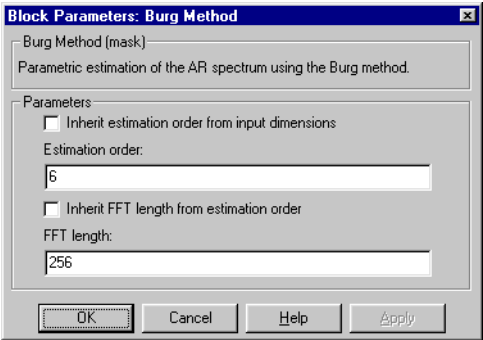 Block Parameters: Burg Method
Burg Method (mask)
Parametric estimation of the AR spectrum using the Burg method.
Parameters
Inherit estimation order from input dimensions
Estimation order:
6
Inherit FFT length from estimation order
FFT length:
256
OK Cancel Help Apply